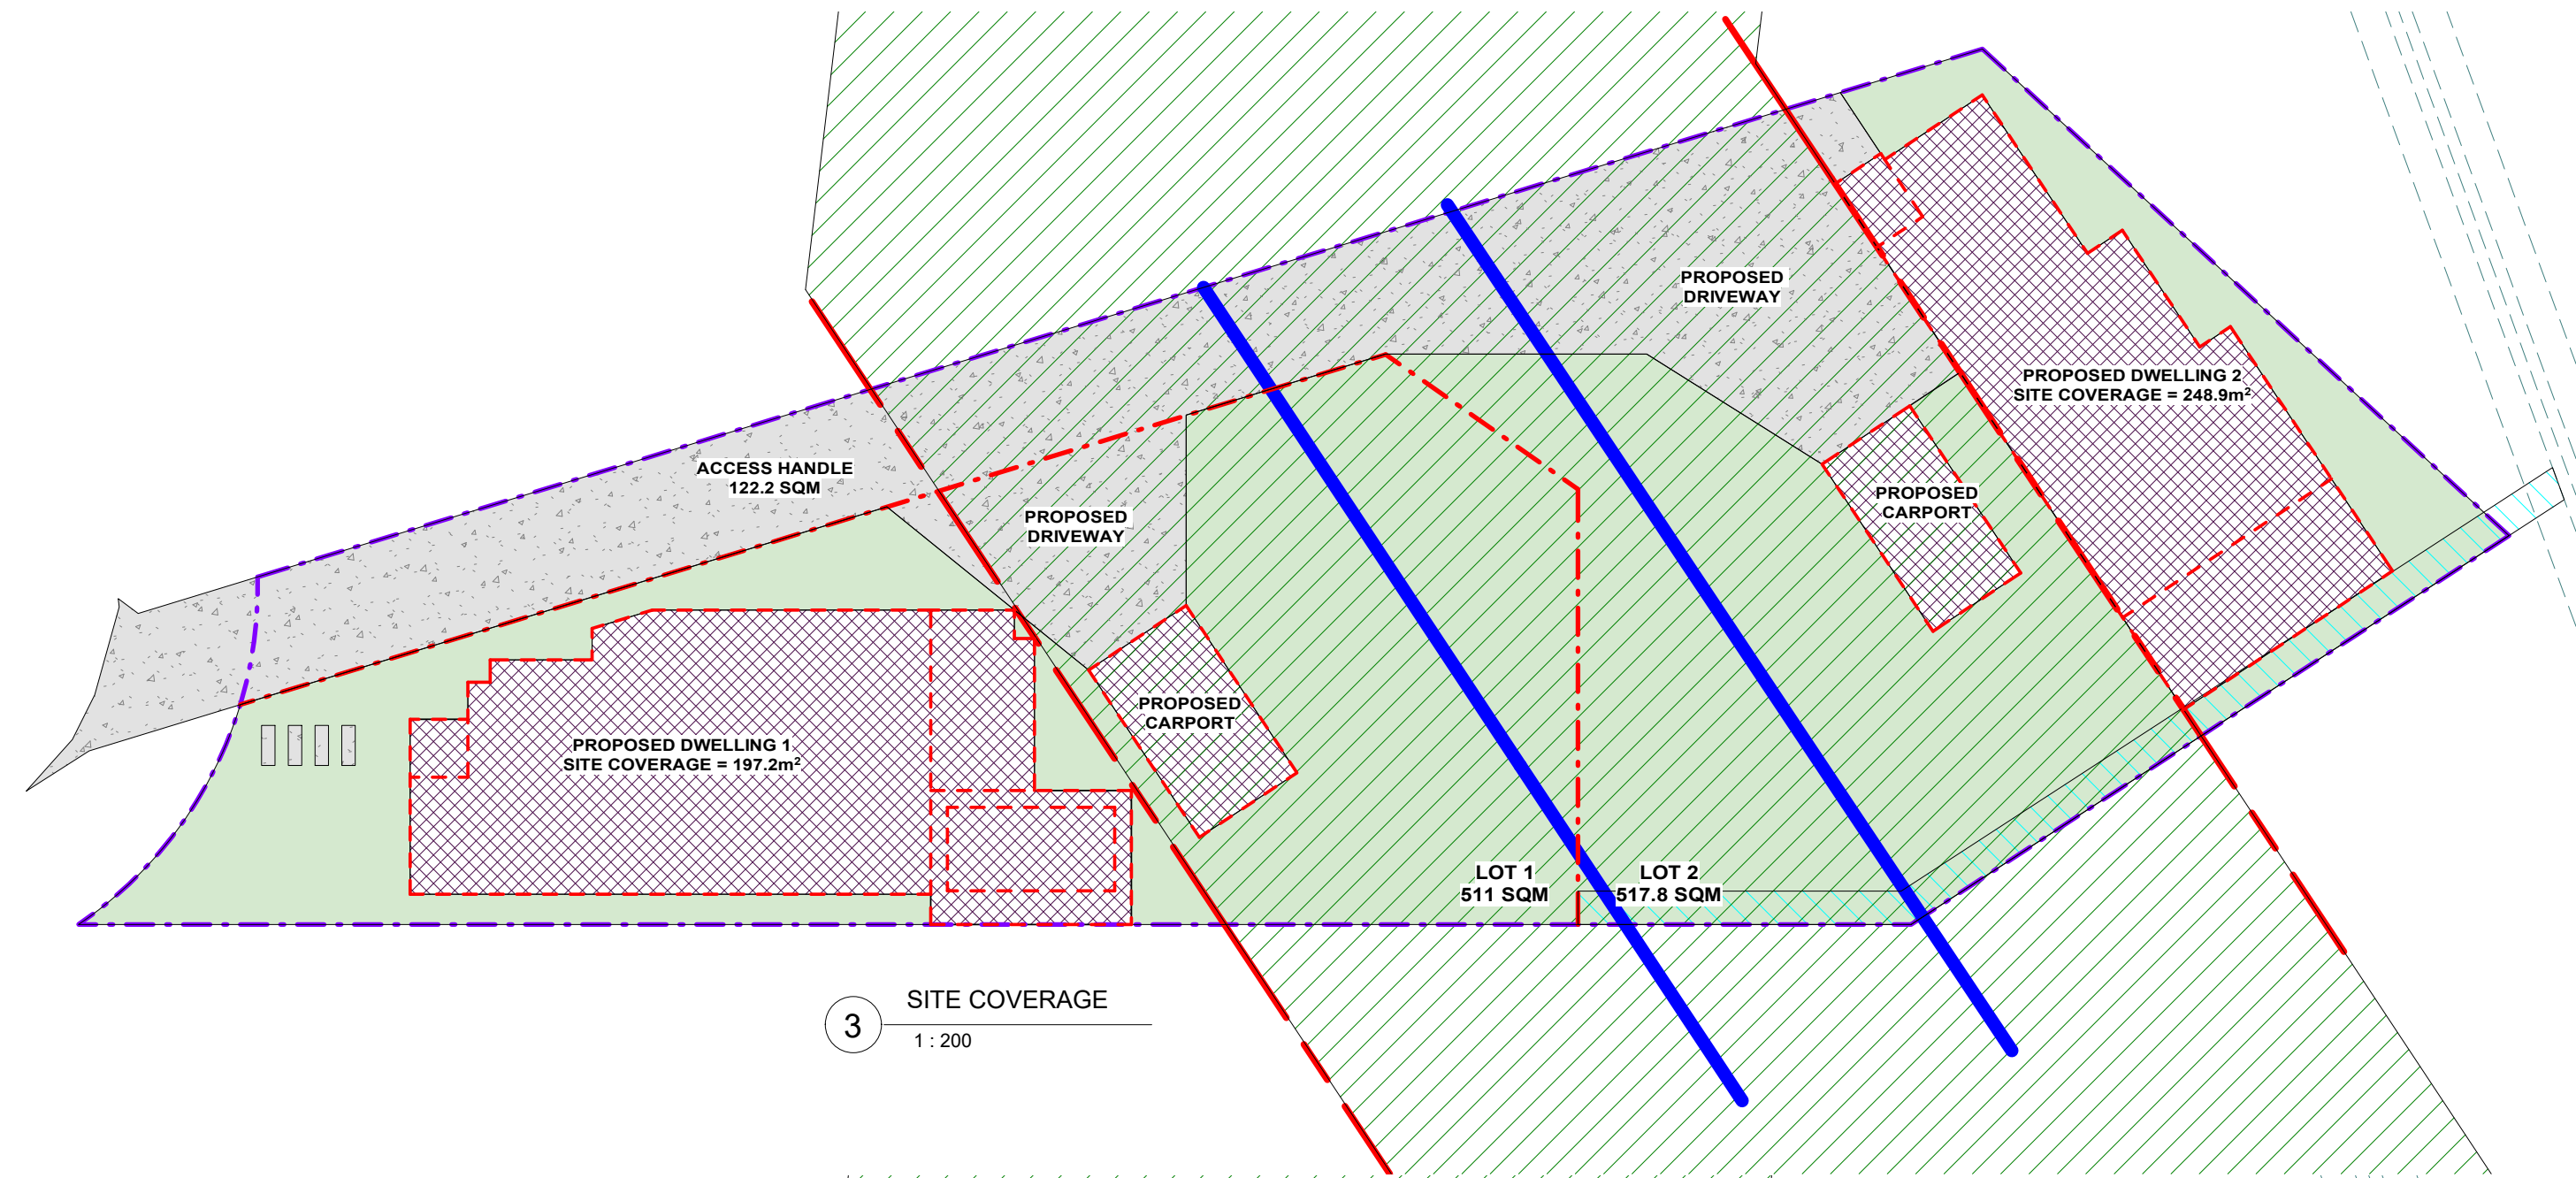 PROPOSED
DRIVEWAY
PROPOSED DWELLING 2
SITE COVERAGE = 248.9m²
ACCESS HANDLE
122.2 SQM
PROPOSED
CARPORT
PROPOSED
DRIVEWAY
PROPOSED
CARPORT
PROPOSED DWELLING 1
SITE COVERAGE = 197.2m²
LOT 1
511 SQM
LOT 2
517.8 SQM
3
SITE COVERAGE
1 : 200